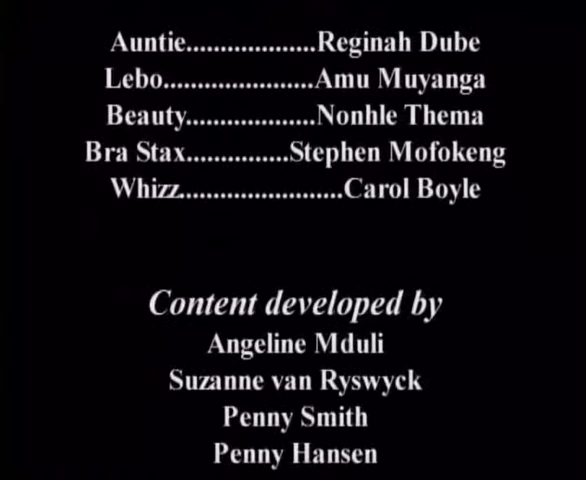 Auntie...................Reginah Dube
Lebo......................Amu Muyanga
Beauty...................Nonhle Thema
Bra Stax...............Stephen Mofokeng
Whizz........................Carol Boyle
Content developed by
Angeline Mduli
Suzanne van Ryswyck
Penny Smith
Penny Hansen